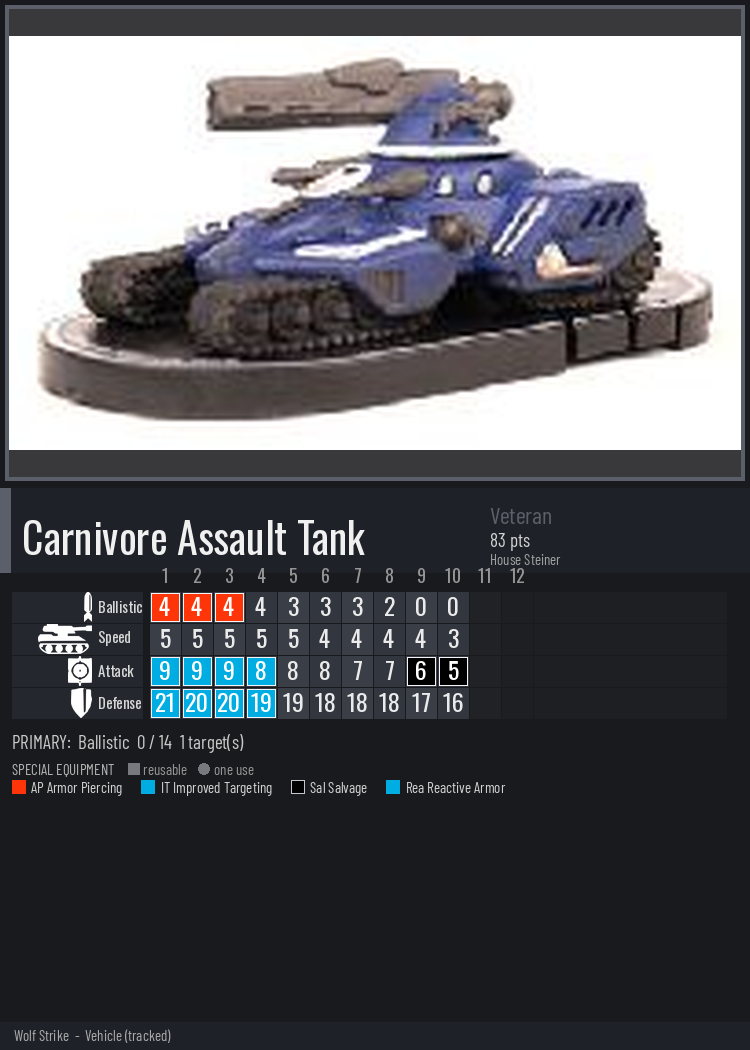 Carnivore Assault Tank
Veteran
83 pts
House Steiner
1 2 3 4 5 6 7 8 9 10 11 12
Ballistic 4 4 4 4 3 3 3 2 0 0
Speed 5 5 5 5 5 4 4 4 4 3
Attack 9 9 9 8 8 8 7 7 6 5
Defense 21 20 20 19 19 18 18 18 17 16
PRIMARY: Ballistic 0 / 14 1 target(s)
SPECIAL EQUIPMENT reusable one use
AP Armor Piercing IT Improved Targeting Sal Salvage Rea Reactive Armor
Wolf Strike - Vehicle (tracked)